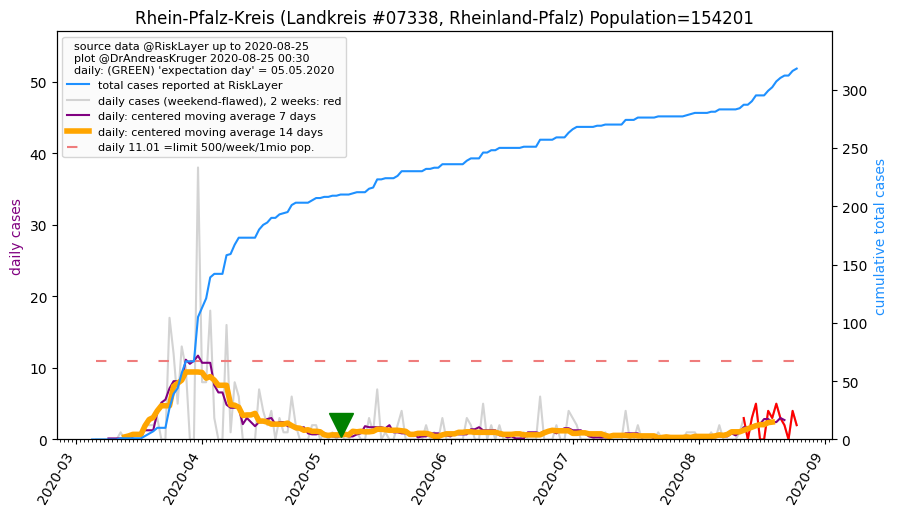 Rhein-Pfalz-Kreis (Landkreis #07338, Rheinland-Pfalz) Population=154201
source data @RiskLayer up to 2020-08-25
plot @DrAndreasKruger 2020-08-25 00:30
daily: (GREEN) 'expectation day' = 05.05.2020
total cases reported at RiskLayer
daily cases (weekend-flawed), 2 weeks: red
daily: centered moving average 7 days
daily: centered moving average 14 days
daily 11.01 =limit 500/week/1mio pop.
daily cases
50
40
30
20
10
0
cumulative total cases
300
250
200
150
100
50
0
2020-03
2020-04
2020-05
2020-06
2020-07
2020-08
2020-09